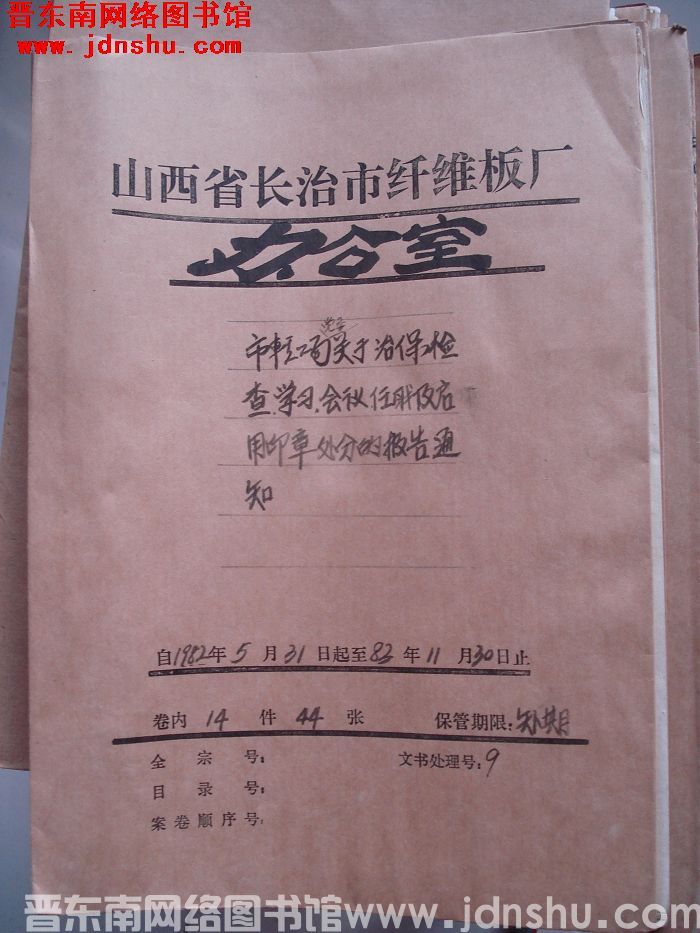 晋东南网络图书馆
www.jdnshu.com
山西省长治市纤维板厂
办公室
党委
市轻工局关于治保检
查.学习.会议任职及启
用印章处分的报告通
知
自1982年5月31日起至83年11月30日止
卷内14件44张 保管期限:短期
全宗号: 文书处理号:9
目录号:
案卷顺序号:
晋东南网络图书馆www.jdnshu.com